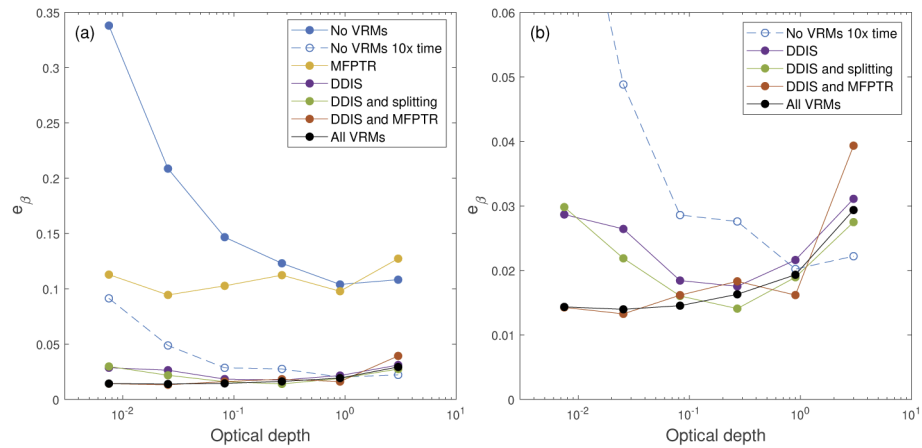 (a)
No VRMs
No VRMs 10x time
MFPTR
DDIS
DDIS and splitting
DDIS and MFPTR
All VRMs
0.35
0.3
0.25
0.2
0.15
0.1
0.05
0
e_β
10^-2
10^-1
10^0
10^1
Optical depth
(b)
No VRMs 10x time
DDIS
DDIS and splitting
DDIS and MFPTR
All VRMs
0.06
0.05
0.04
0.03
0.02
0.01
0
e_β
10^-2
10^-1
10^0
10^1
Optical depth